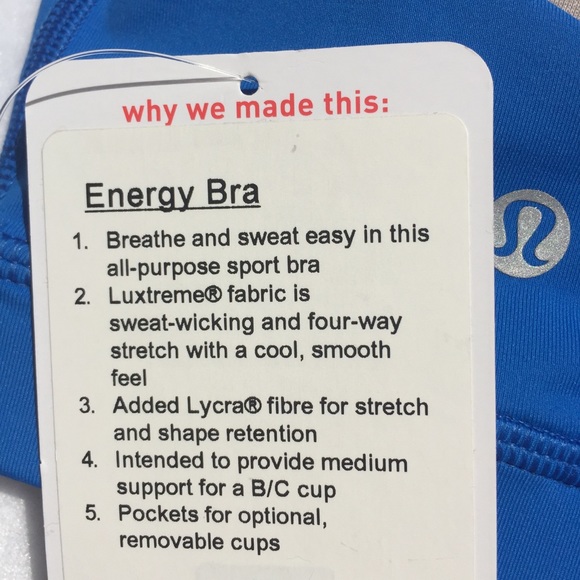 why we made this:
Energy Bra
1. Breathe and sweat easy in this
all-purpose sport bra
2. Luxtreme® fabric is
sweat-wicking and four-way
stretch with a cool, smooth
feel
3. Added Lycra® fibre for stretch
and shape retention
4. Intended to provide medium
support for a B/C cup
5. Pockets for optional,
removable cups